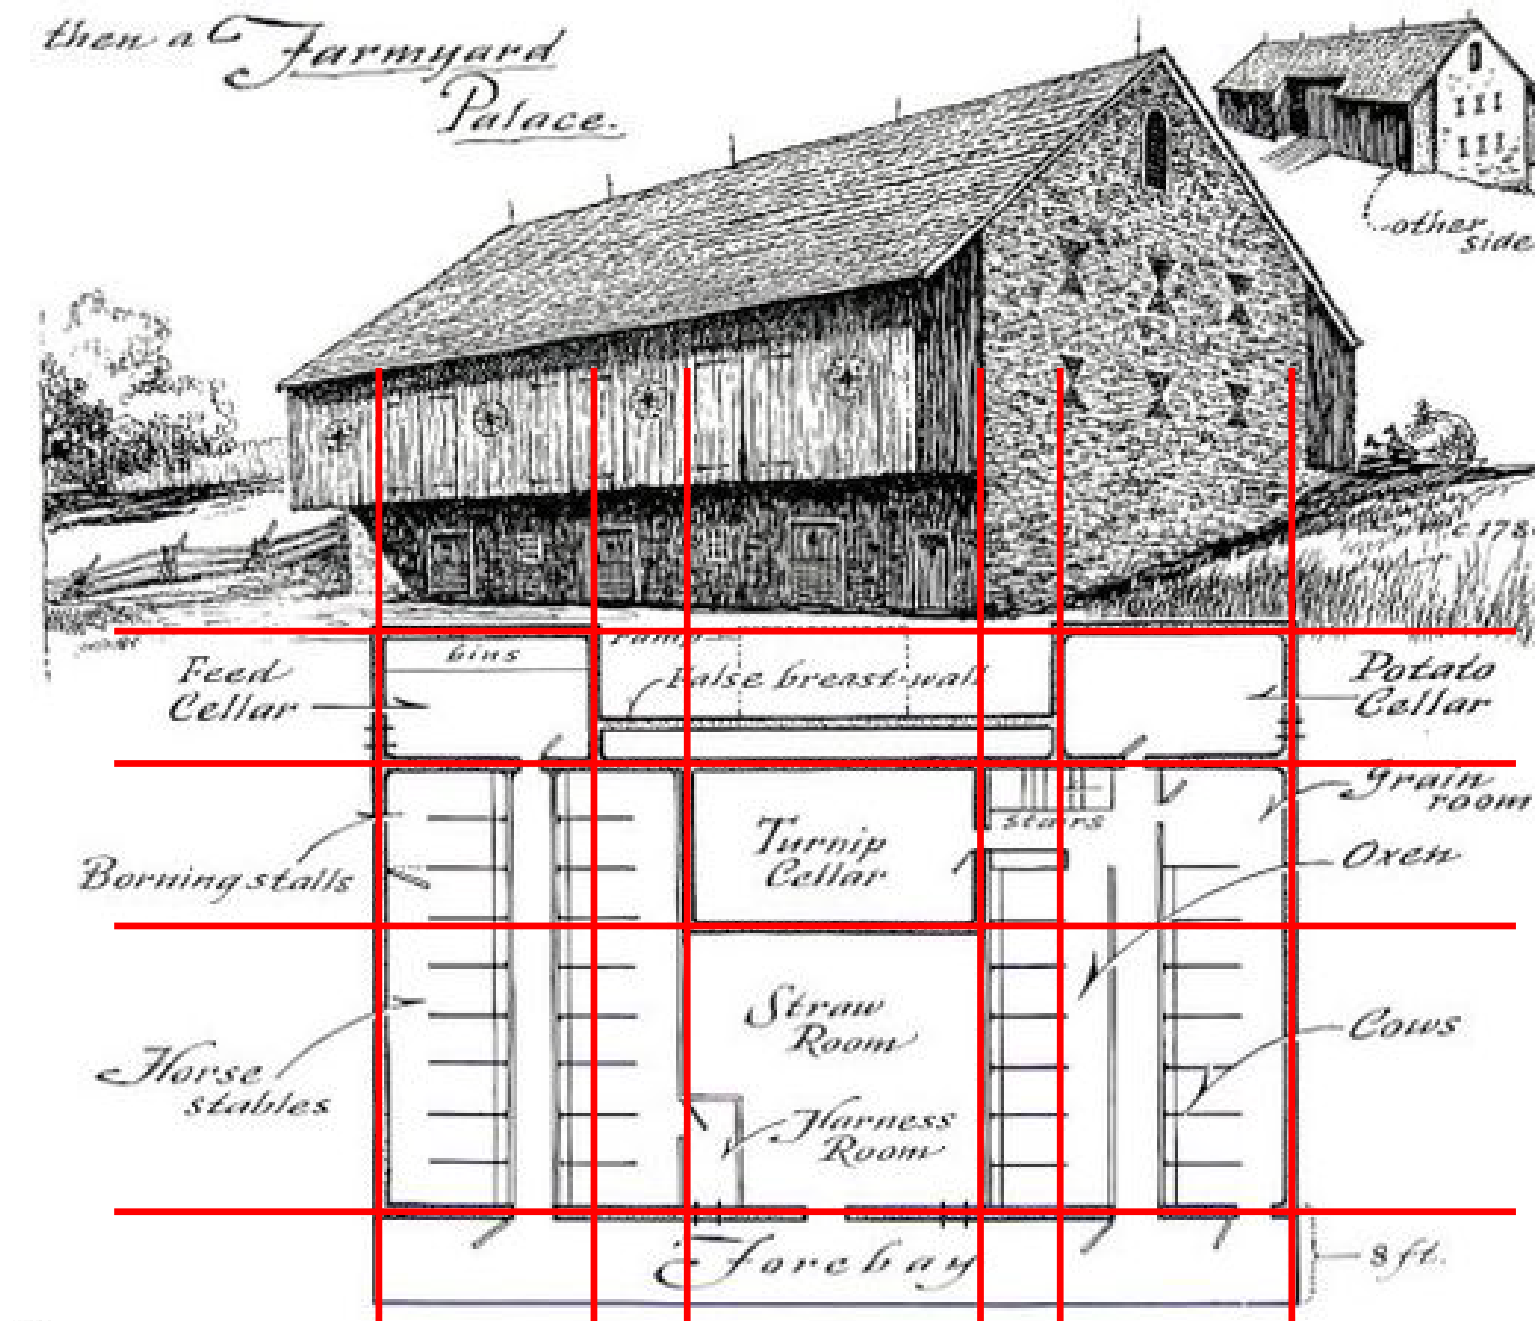 then a Farmyard
Palace.
other
side
c 178
Feed
Cellar
bins
False breast-wall
Potato
Cellar
Grain
room
Borning stalls
Turnip
Cellar
stairs
Oxen
Horse
stables
Straw
Room
Harness
Room
Cows
Forebay
8 ft.